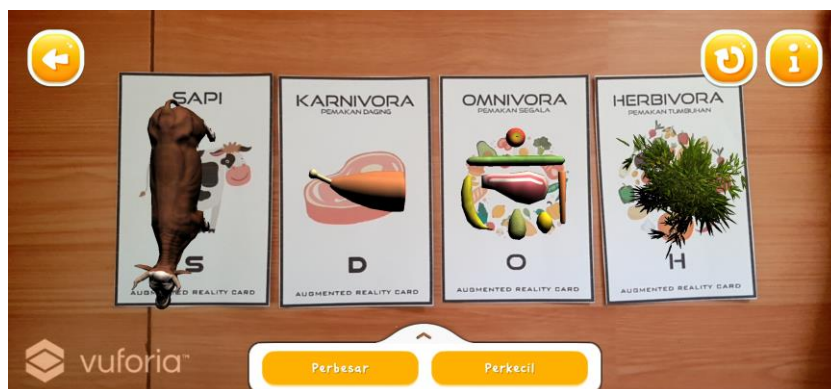 SAPI
S
AUGMENTED REALITY CARD
KARNIVORA
PEMAKAN DAGING
D
AUGMENTED REALITY CARD
OMNIVORA
PEMAKAN SEGALA
O
AUGMENTED REALITY CARD
HERBIVORA
PEMAKAN TUMBUHAN
H
AUGMENTED REALITY CARD
vuforia™
Perbesar
Perkecil